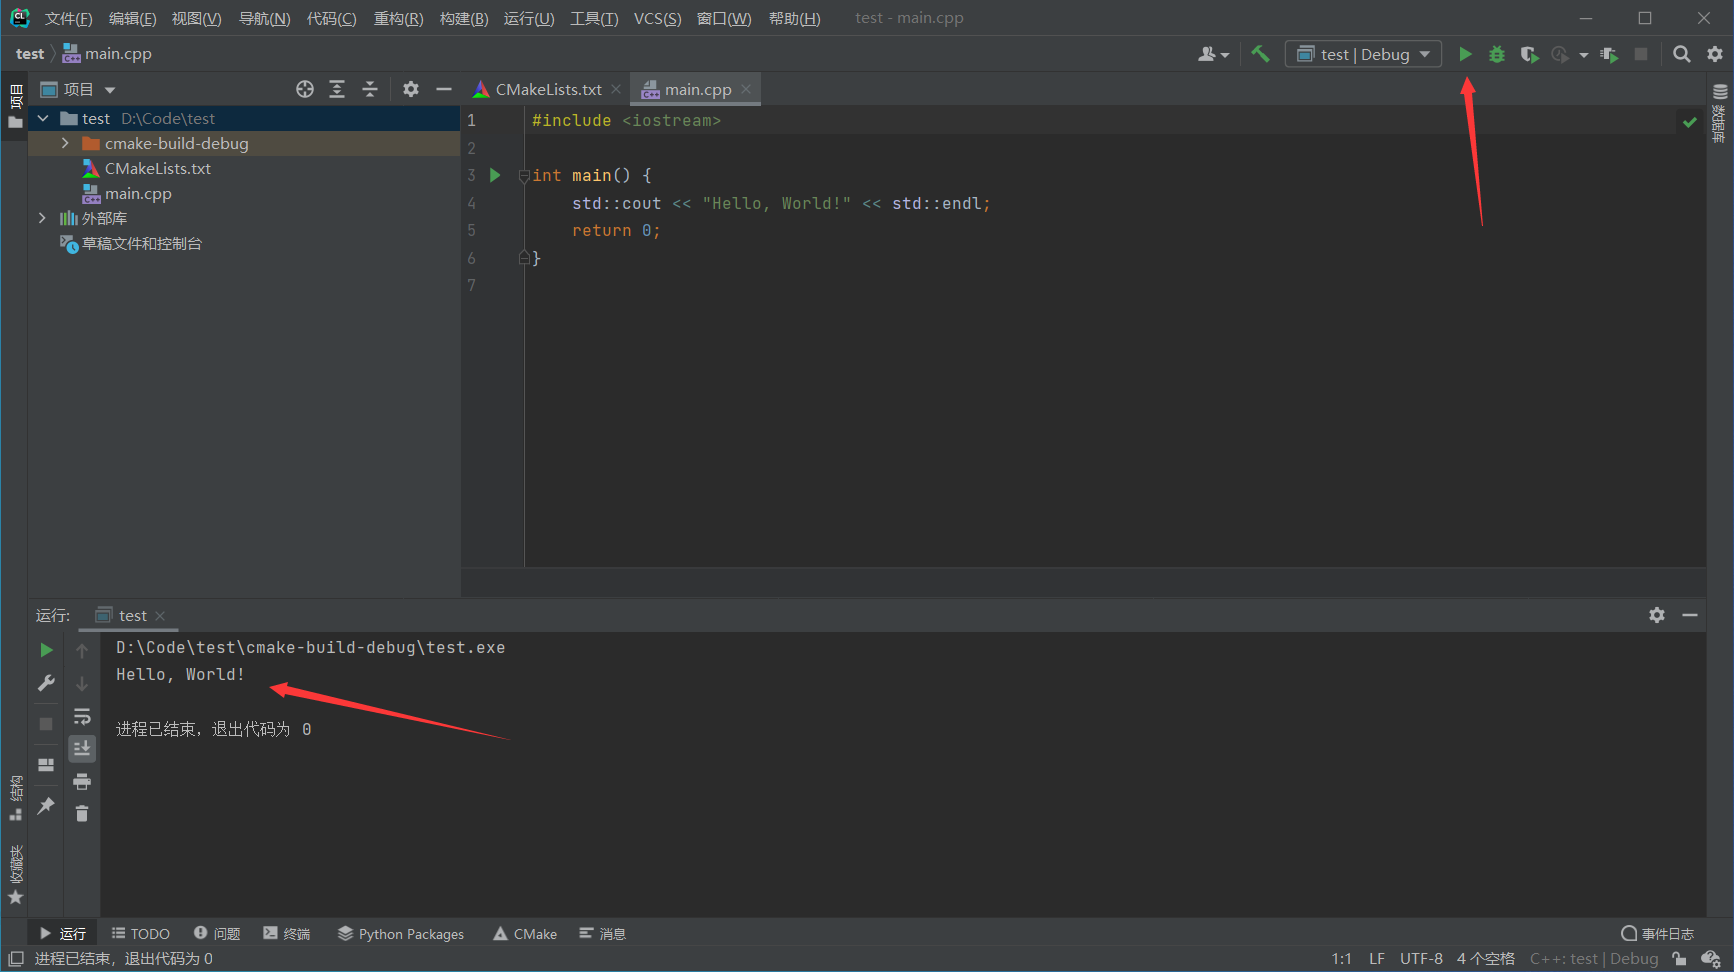 文件(F) 编辑(E) 视图(V) 导航(N) 代码(C) 重构(R) 构建(B) 运行(U) 工具(T) VCS(S) 窗口(W) 帮助(H) test - main.cpp
test main.cpp test | Debug
项目
项目
CMakeLists.txt main.cpp
数据库
test D:\Code\test
cmake-build-debug
CMakeLists.txt
main.cpp
外部库
草稿文件和控制台
1 #include <iostream>
2
3 int main() {
4 std::cout << "Hello, World!" << std::endl;
5 return 0;
6 }
7
运行: test
D:\Code\test\cmake-build-debug\test.exe
Hello, World!
进程已结束，退出代码为 0
结构
收藏夹
运行 TODO 问题 终端 Python Packages CMake 消息 事件日志
进程已结束，退出代码为 0 1:1 LF UTF-8 4 个空格 C++: test | Debug